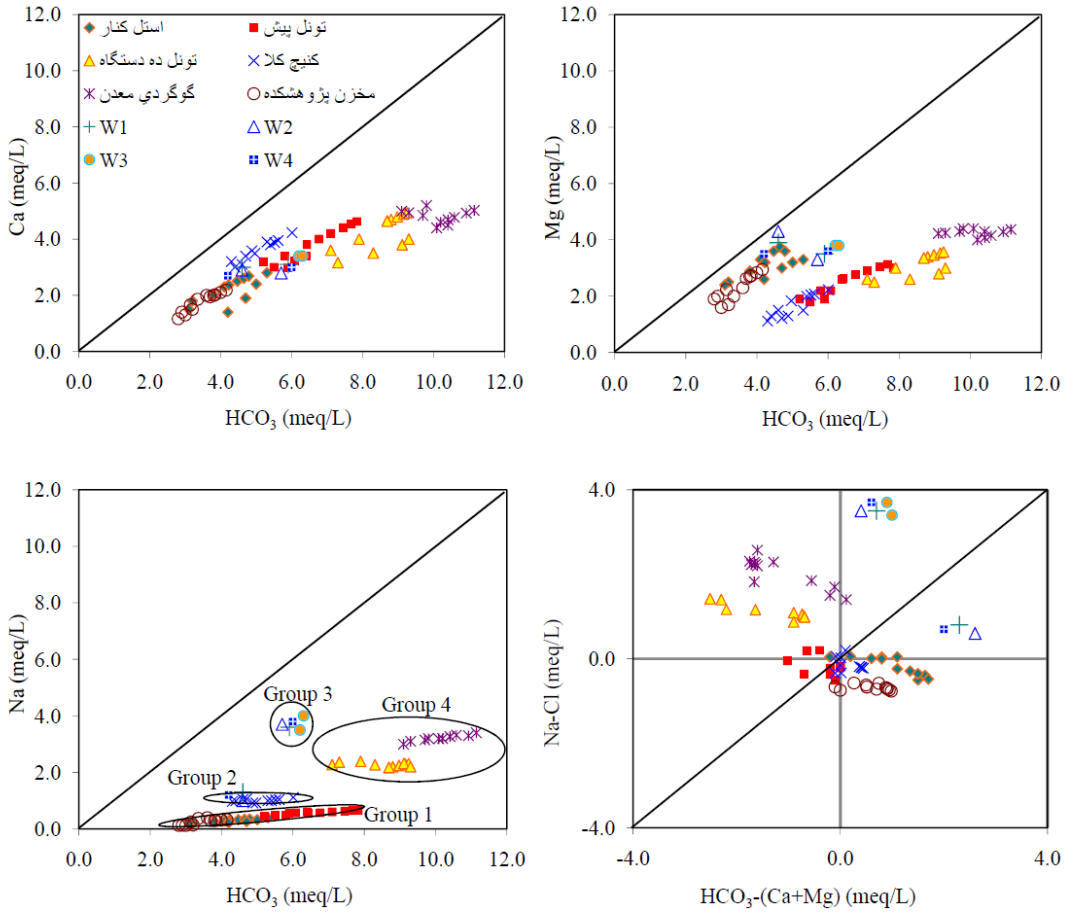 12.0
10.0
8.0
6.0
4.0
2.0
0.0
Ca (meq/L)
استل کنار
تونل پیش
تونل ده دستگاه
کنیچ کلا
گوگردي معدن
مخزن پژوهشکده
W1
W2
W3
W4
0.0 2.0 4.0 6.0 8.0 10.0 12.0
HCO3 (meq/L)
12.0
10.0
8.0
6.0
4.0
2.0
0.0
Mg (meq/L)
0.0 2.0 4.0 6.0 8.0 10.0 12.0
HCO3 (meq/L)
12.0
10.0
8.0
6.0
4.0
2.0
0.0
Na (meq/L)
Group 3
Group 4
Group 2
Group 1
0.0 2.0 4.0 6.0 8.0 10.0 12.0
HCO3 (meq/L)
4.0
0.0
-4.0
Na-Cl (meq/L)
-4.0 0.0 4.0
HCO3-(Ca+Mg) (meq/L)